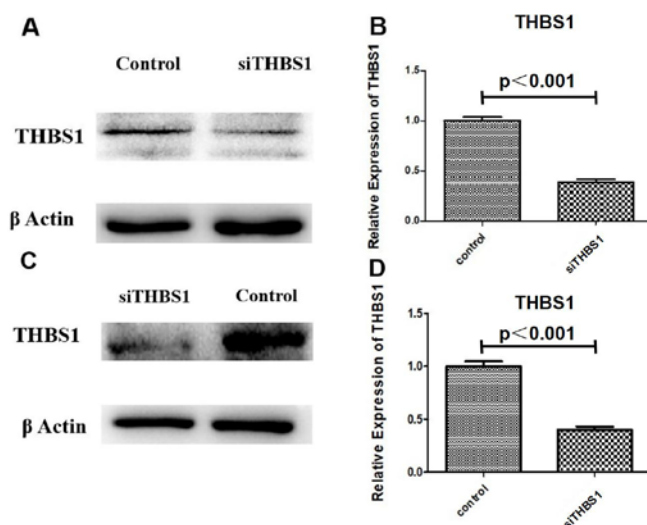 A
Control siTHBS1
THBS1
β Actin
B
THBS1
Relative Expression of THBS1
1.5
p<0.001
1.0
0.5
0.0
control siTHBS1
C
siTHBS1 Control
THBS1
β Actin
D
THBS1
Relative Expression of THBS1
1.5
p<0.001
1.0
0.5
0.0
control siTHBS1